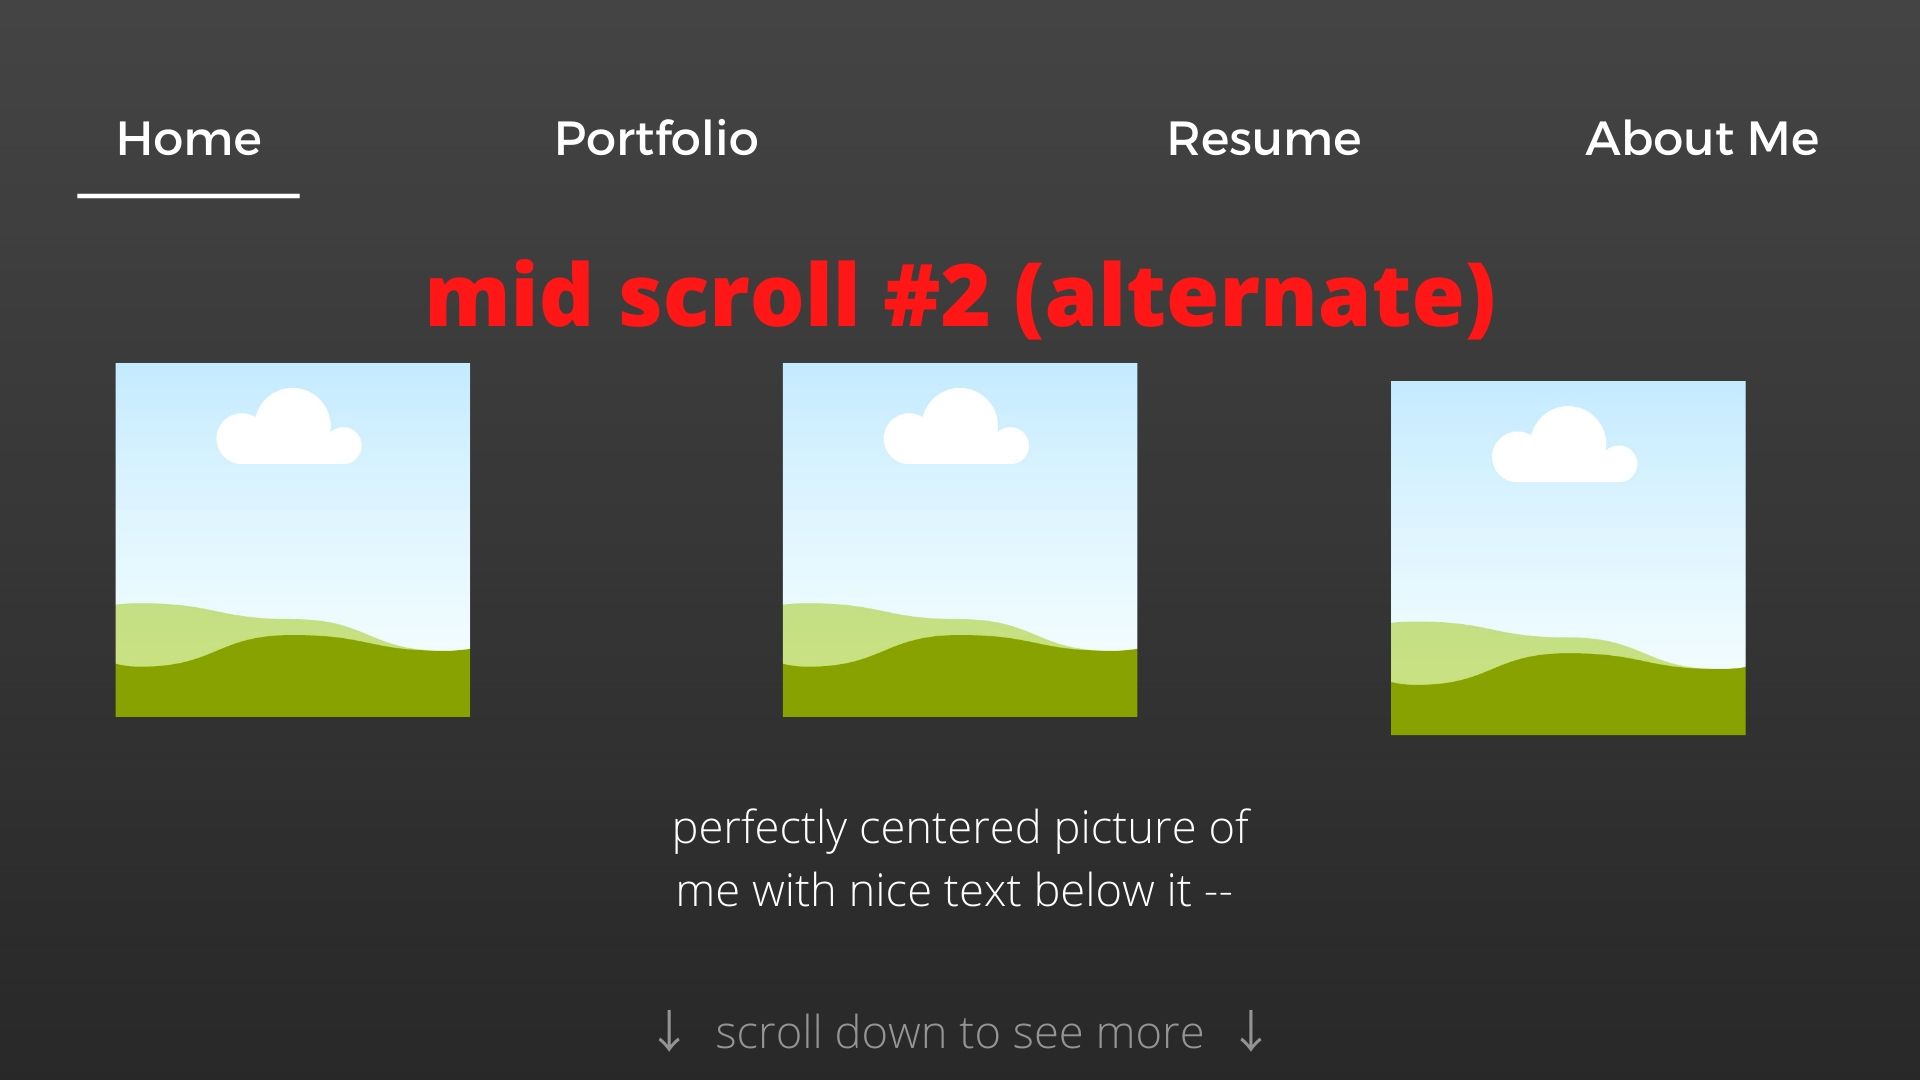 Home Portfolio Resume About Me
mid scroll #2 (alternate)
perfectly centered picture of
me with nice text below it --
↓ scroll down to see more ↓